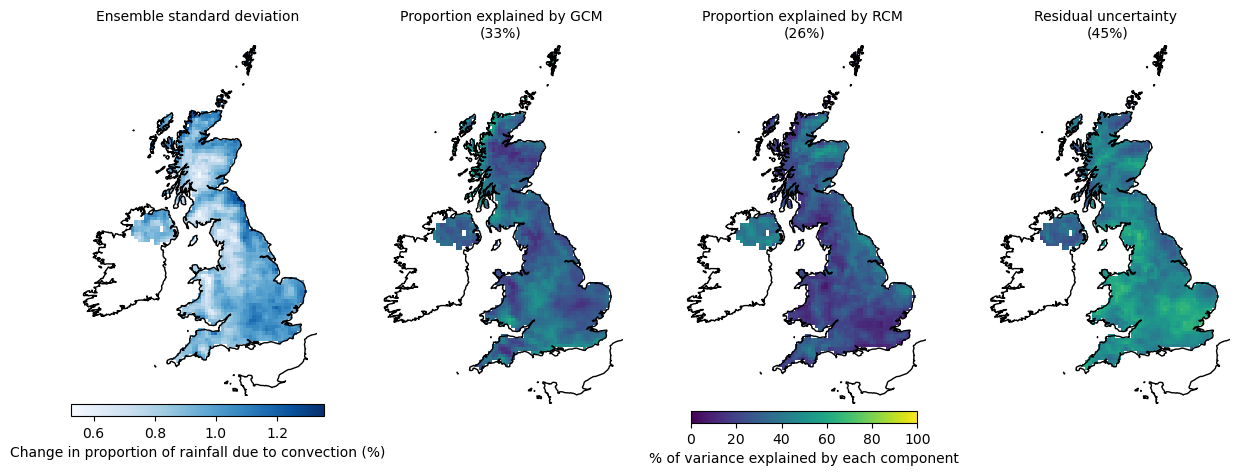 Ensemble standard deviation
Proportion explained by GCM
(33%)
Proportion explained by RCM
(26%)
Residual uncertainty
(45%)
0.6 0.8 1.0 1.2
Change in proportion of rainfall due to convection (%)
0 20 40 60 80 100
% of variance explained by each component